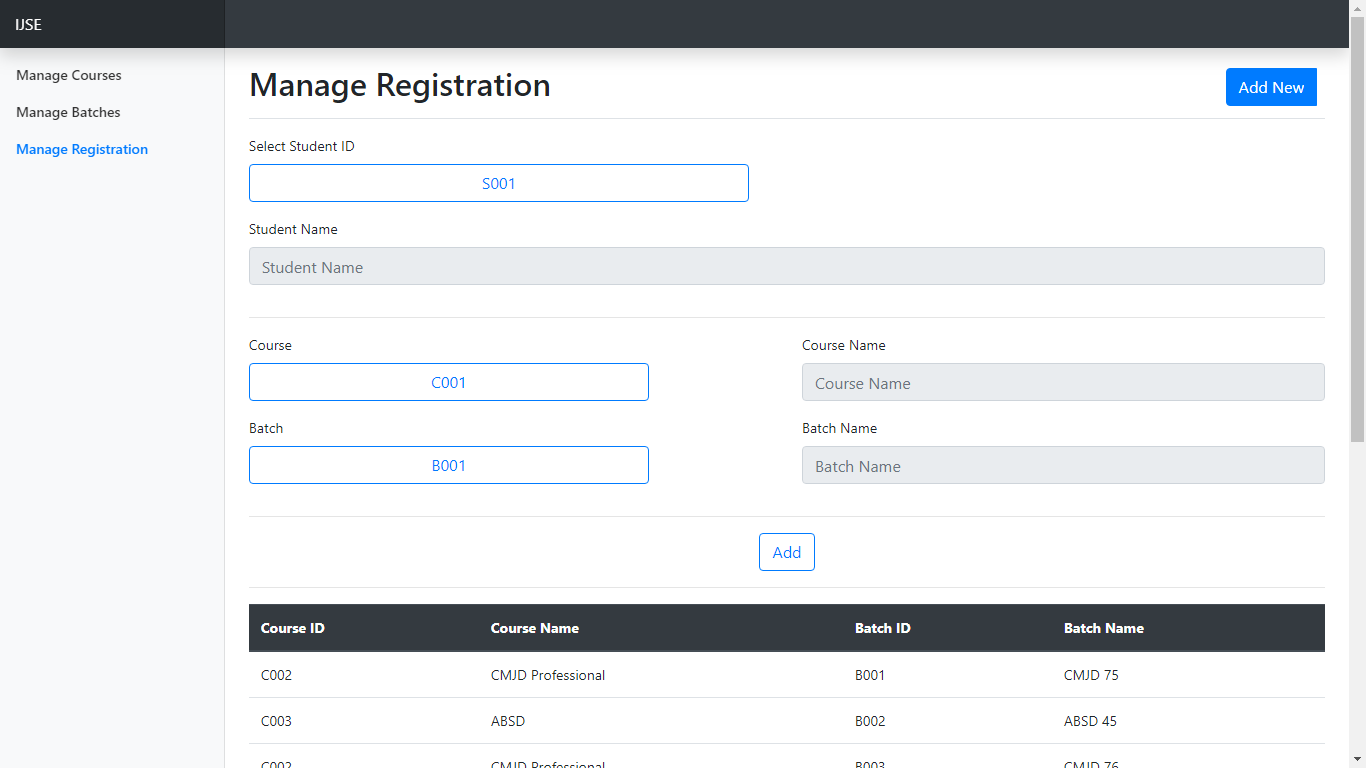 IJSE
Manage Courses
Manage Batches
Manage Registration
Manage Registration
Add New
Select Student ID
S001
Student Name
Student Name
Course
Course Name
C001
Course Name
Batch
Batch Name
B001
Batch Name
Add
Course ID Course Name Batch ID Batch Name
C002 CMJD Professional B001 CMJD 75
C003 ABSD B002 ABSD 45
C002 CMJD Professional B003 CMJD 76